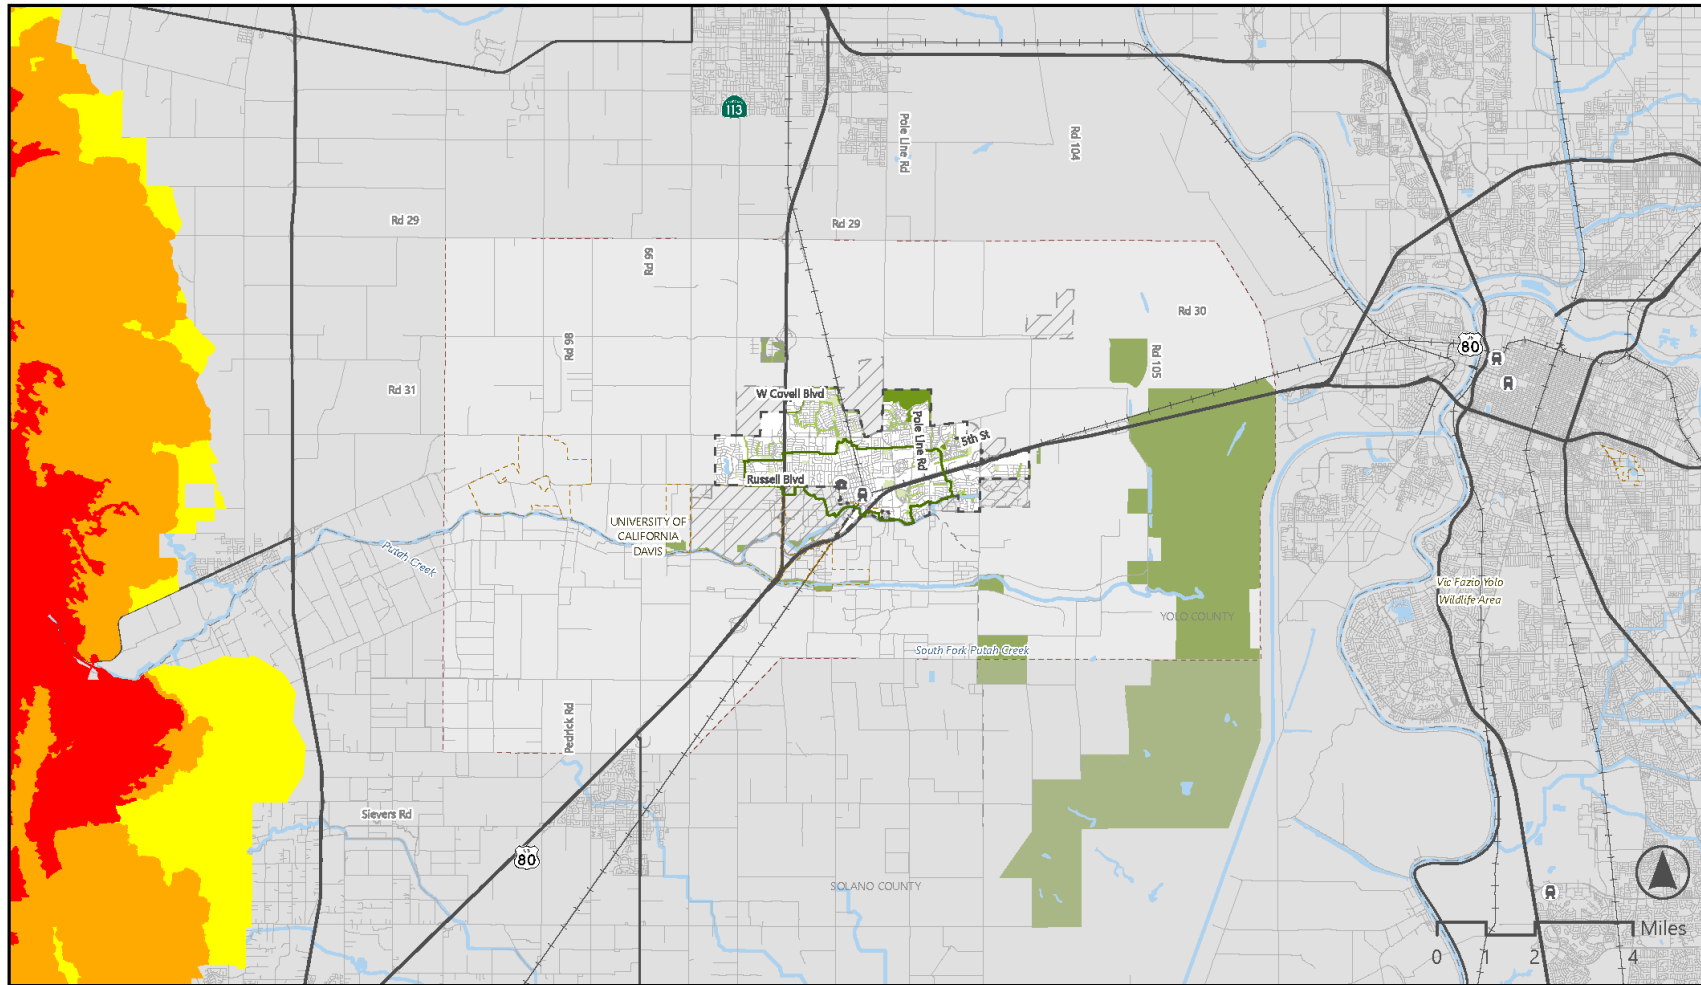 113
Pole Line Rd
Rd 104
Rd 29
Rd 29
Rd 99
Rd 30
Rd 98
Rd 105
80
Rd 31
W Covell Blvd
Pole Line Rd
5th St
Russell Blvd
UNIVERSITY OF
CALIFORNIA
DAVIS
Putah Creek
Vic Fazio Yolo
Wildlife Area
YOLO COUNTY
South Fork Putah Creek
Pedrick Rd
Sievers Rd
80
SOLANO COUNTY
Miles
0 1 2 4